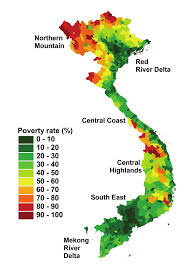 Northern
Mountain
Red
River Delta
Central Coast
Poverty rate (%)
0 - 10
10 - 20
20 - 30
30 - 40
40 - 50
50 - 60
60 - 70
70 - 80
80 - 90
90 - 100
Central
Highlands
South East
Mekong
River
Delta